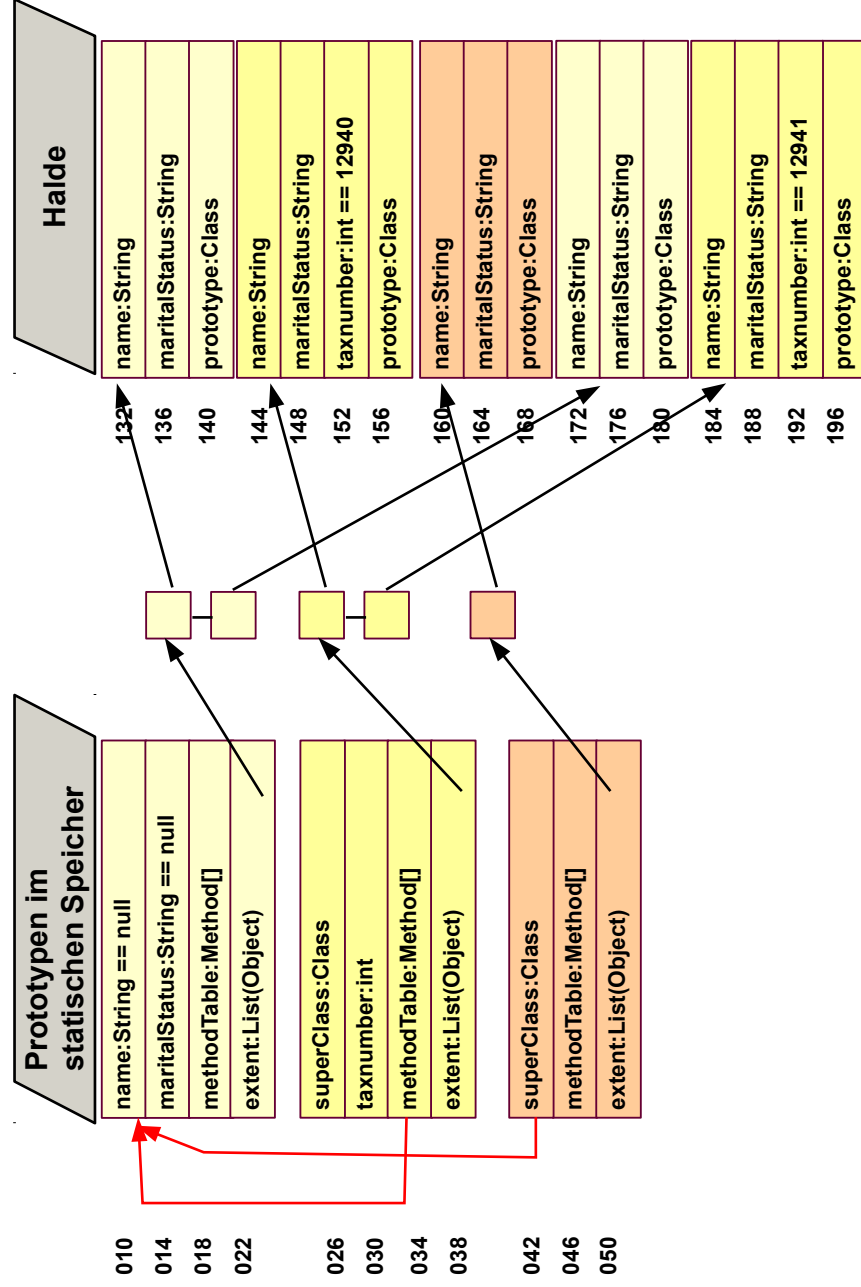 Prototypen im
statischen Speicher
010
name:String == null
014
maritalStatus:String == null
018
methodTable:Method[]
022
extent:List(Object)
026
superClass:Class
030
taxnumber:int
034
methodTable:Method[]
038
extent:List(Object)
042
superClass:Class
046
methodTable:Method[]
050
extent:List(Object)
Halde
132
name:String
136
maritalStatus:String
140
prototype:Class
144
name:String
148
maritalStatus:String
152
taxnumber:int == 12940
156
prototype:Class
160
name:String
164
maritalStatus:String
168
prototype:Class
172
name:String
176
maritalStatus:String
180
prototype:Class
184
name:String
188
maritalStatus:String
192
taxnumber:int == 12941
196
prototype:Class